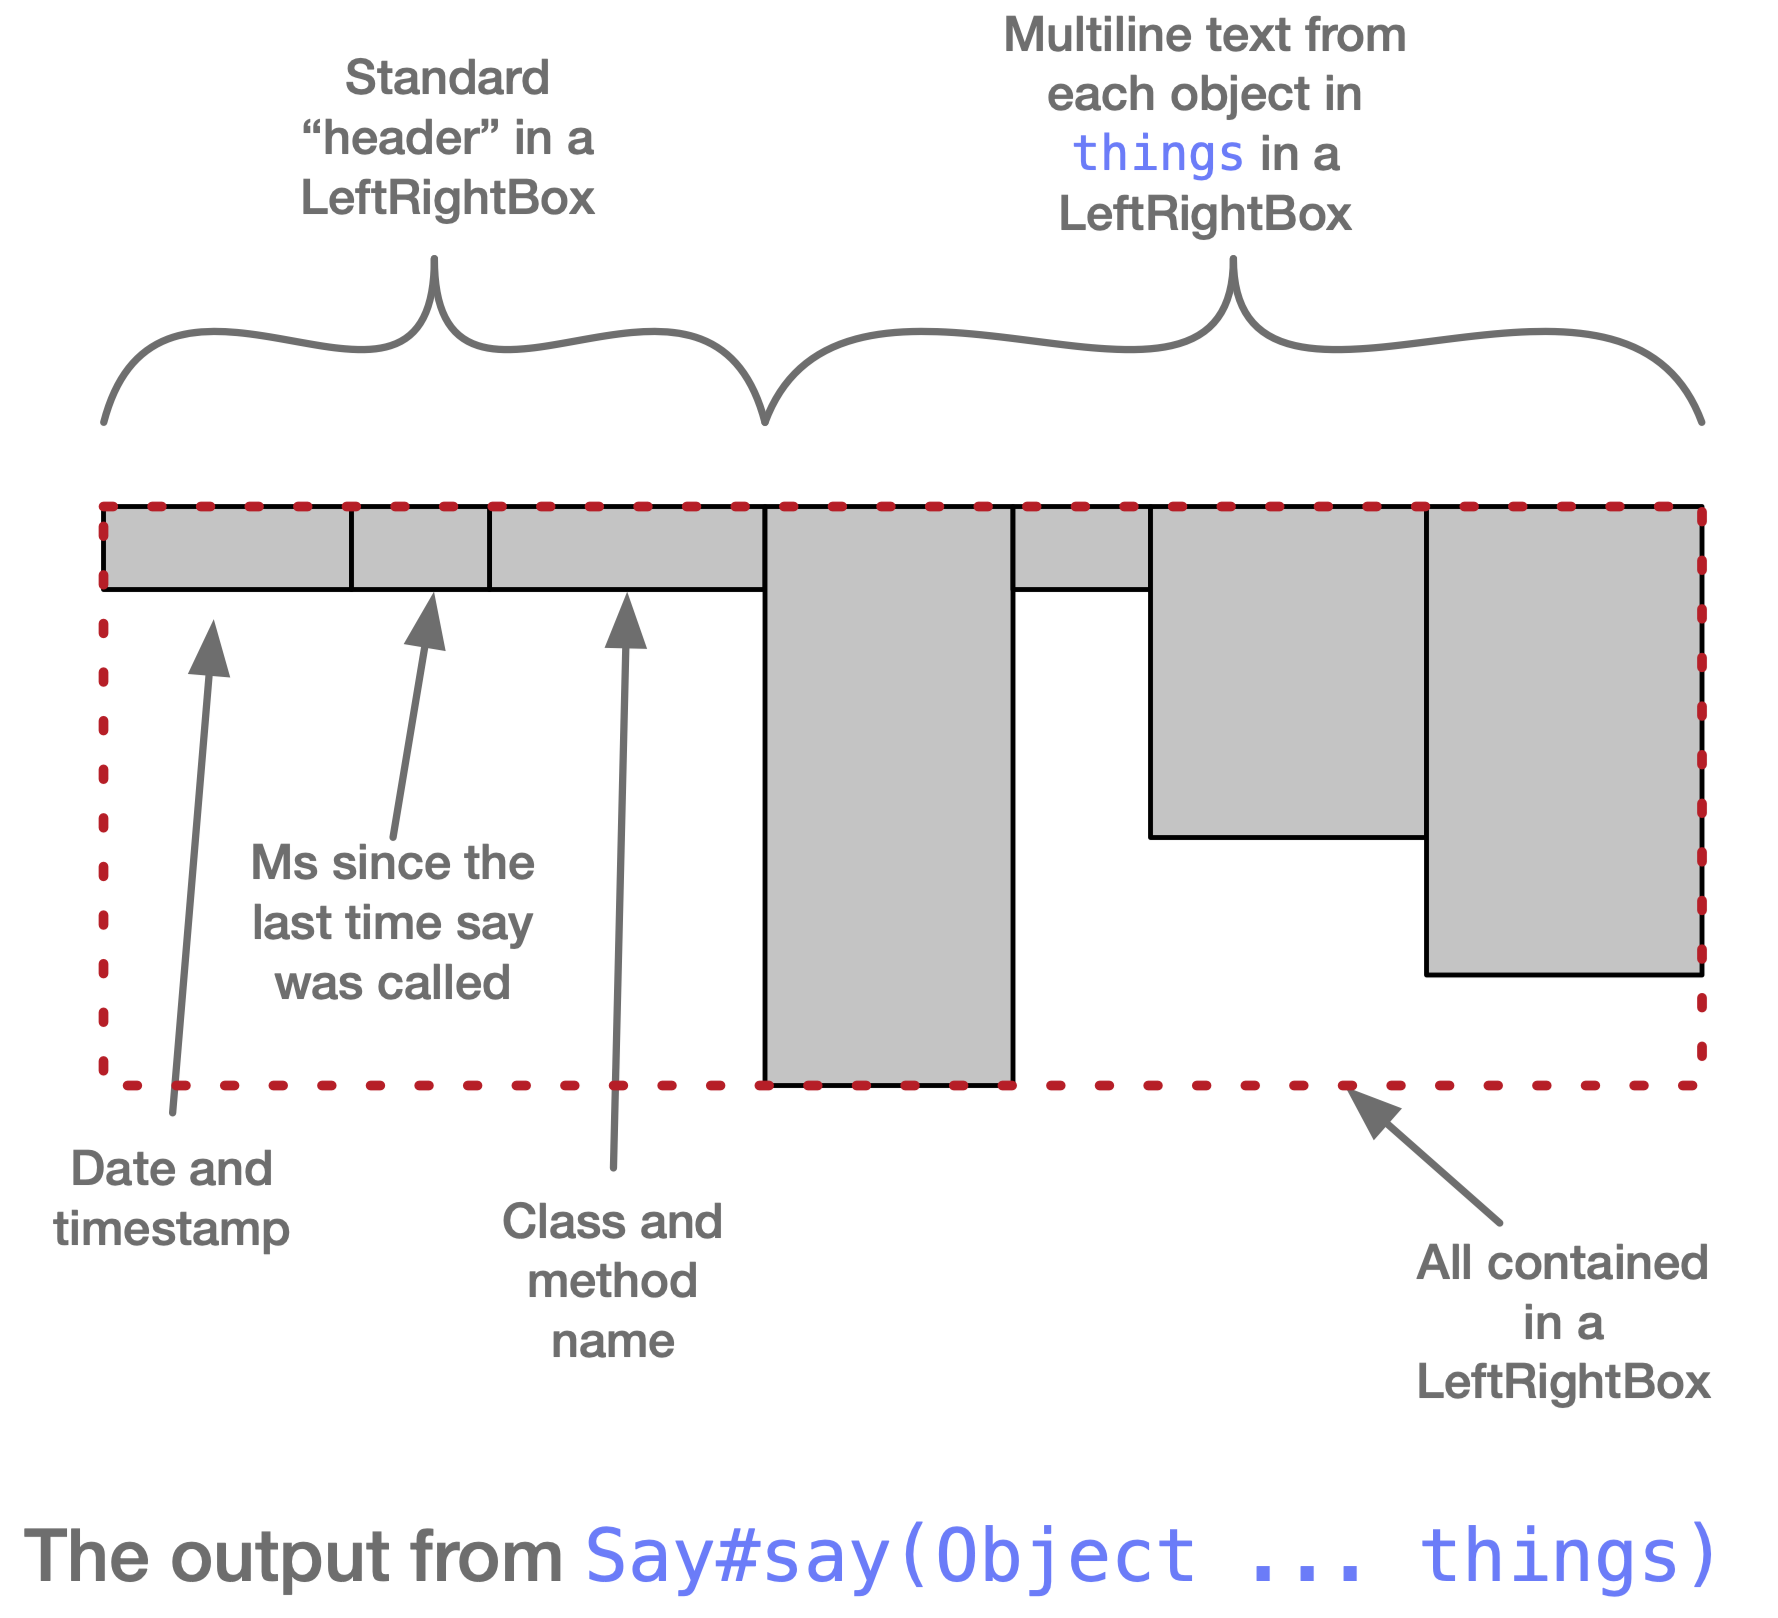 Standard
“header” in a
LeftRightBox
Multiline text from
each object in
things in a
LeftRightBox
Ms since the
last time say
was called
Date and
timestamp
Class and
method
name
All contained
in a
LeftRightBox
The output from Say#say(Object ... things)